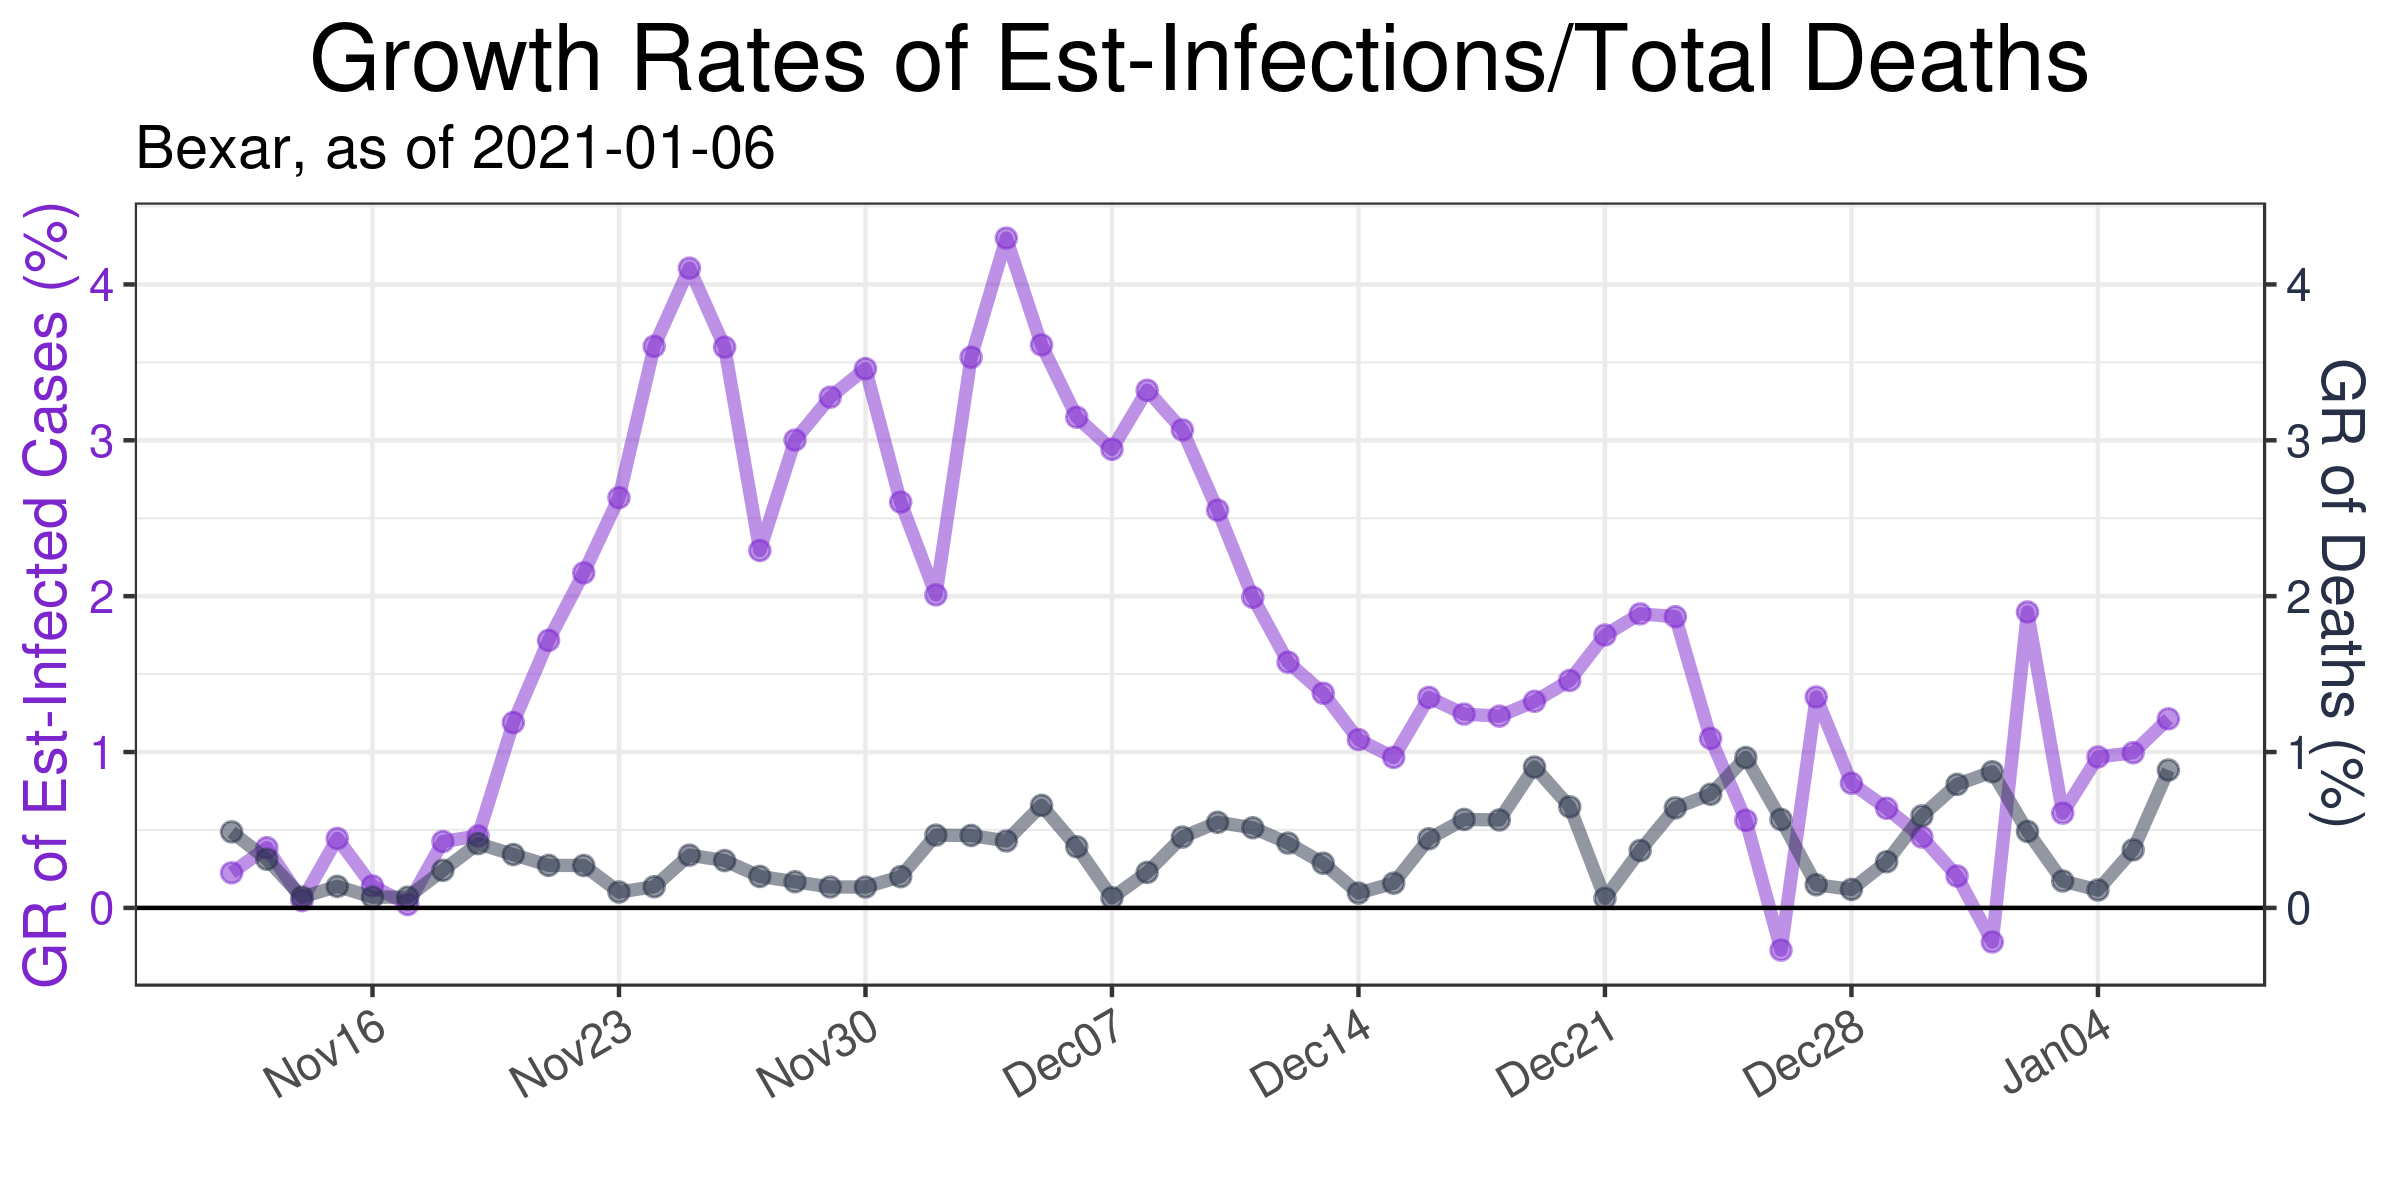 Growth Rates of Est-Infections/Total Deaths
Bexar, as of 2021-01-06
GR of Est-Infected Cases (%)
4
3
2
1
0
4
3
2
1
0
GR of Deaths (%)
Nov16
Nov23
Nov30
Dec07
Dec14
Dec21
Dec28
Jan04